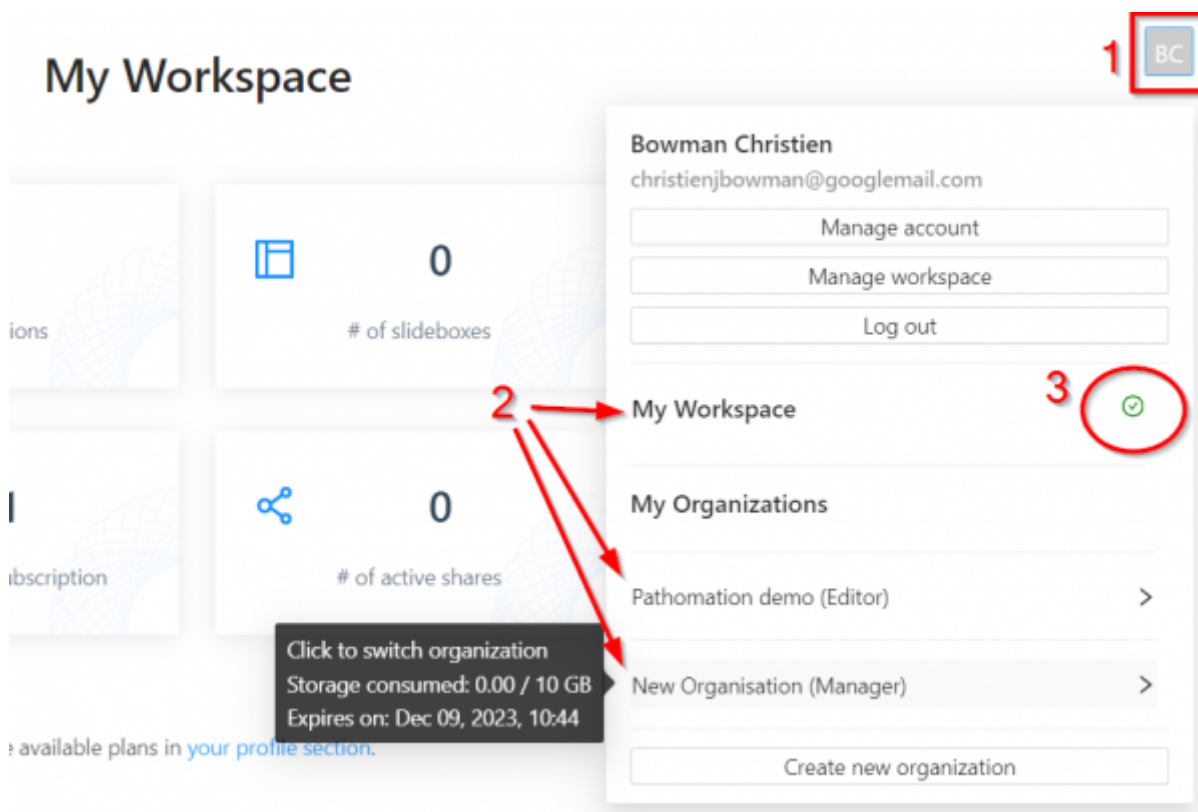 1
BC
My Workspace
Bowman Christien
christienjbowman@googlemail.com
Manage account
0
Manage workspace
ions
# of slideboxes
Log out
2
3
My Workspace
0
My Organizations
bscription
# of active shares
Pathomation demo (Editor)
Click to switch organization
Storage consumed: 0.00 / 10 GB
New Organisation (Manager)
Expires on: Dec 09, 2023, 10:44
available plans in your profile section.
Create new organization